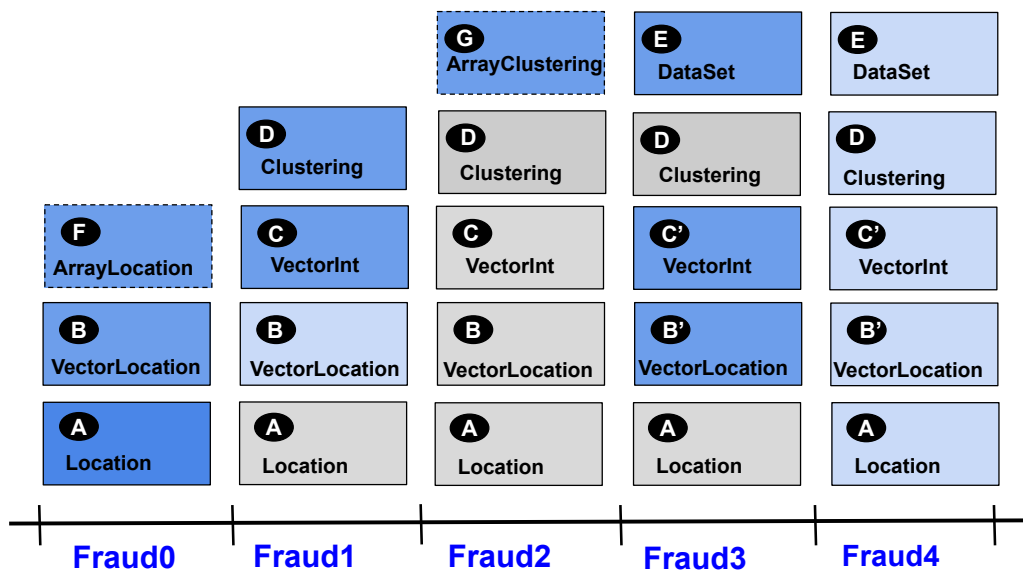 G
ArrayClustering
E
DataSet
E
DataSet
D
Clustering
D
Clustering
D
Clustering
D
Clustering
F
ArrayLocation
C
VectorInt
C
VectorInt
C’
VectorInt
C’
VectorInt
B
VectorLocation
B
VectorLocation
B
VectorLocation
B’
VectorLocation
B’
VectorLocation
A
Location
A
Location
A
Location
A
Location
A
Location
Fraud0 Fraud1 Fraud2 Fraud3 Fraud4